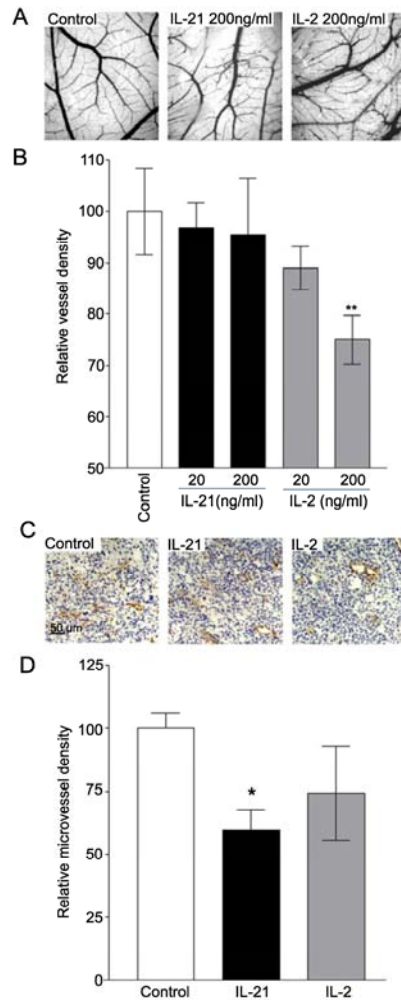 A
Control
IL-21 200ng/ml
IL-2 200ng/ml
B
Relative vessel density
110
100
90
80
70
60
50
**
Control
20
200
20
200
IL-21(ng/ml)
IL-2 (ng/ml)
C
Control
IL-21
IL-2
50 um
D
Relative microvessel density
125
100
75
50
25
0
*
Control
IL-21
IL-2